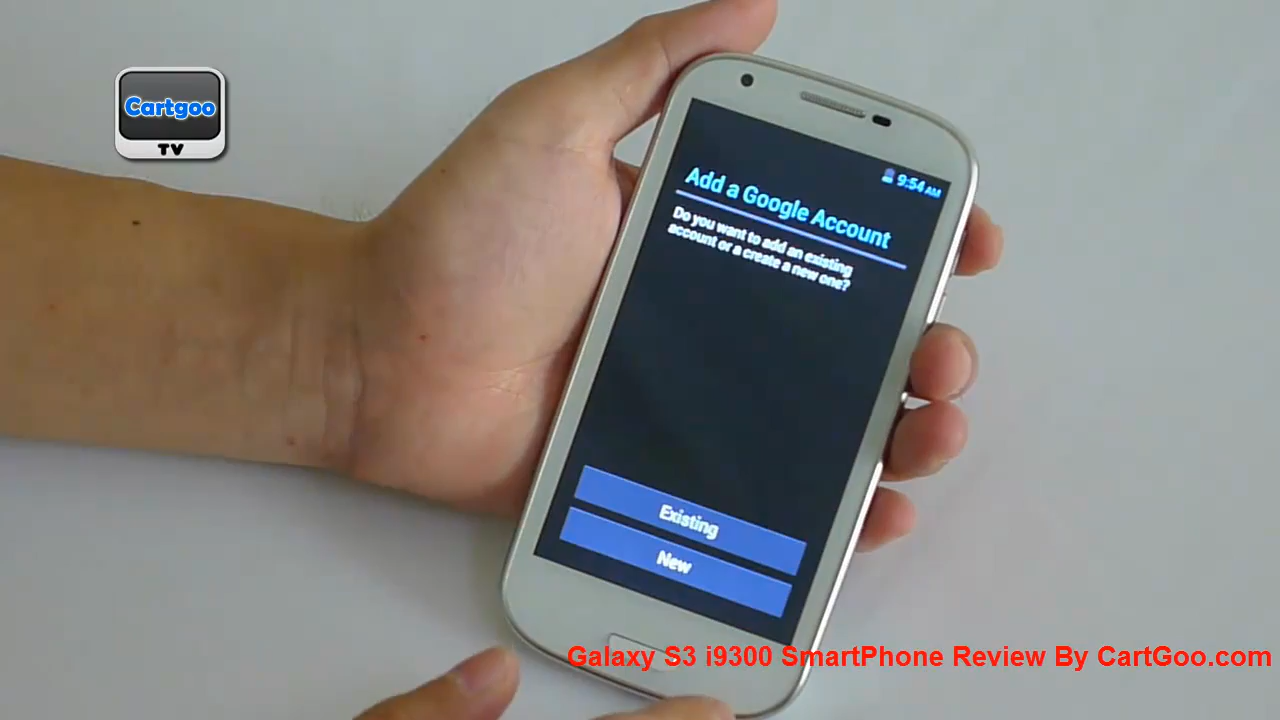 Cartgoo
TV
9:54 AM
Add a Google Account
Do you want to add an existing
account or a create a new one?
Existing
New
Galaxy S3 i9300 SmartPhone Review By CartGoo.com